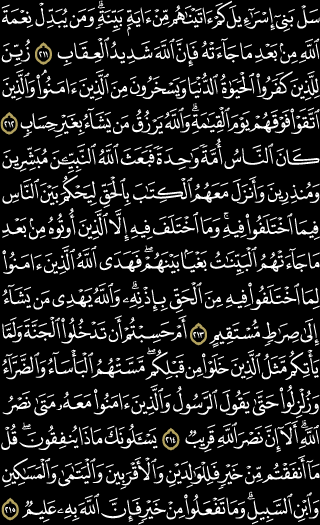 سَلْ بَنِىٓ إِسْرَٰٓءِيلَ كَمْ ءَاتَيْنَٰهُم مِّنْ ءَايَةٍۭ بَيِّنَةٍۗ وَمَن يُبَدِّلْ نِعْمَةَ
ٱللَّهِ مِنۢ بَعْدِ مَا جَآءَتْهُ فَإِنَّ ٱللَّهَ شَدِيدُ ٱلْعِقَابِ ٢١١ زُيِّنَ
لِلَّذِينَ كَفَرُوا۟ ٱلْحَيَوٰةُ ٱلدُّنْيَا وَيَسْخَرُونَ مِنَ ٱلَّذِينَ ءَامَنُوا۟ۘ وَٱلَّذِينَ
ٱتَّقَوْا۟ فَوْقَهُمْ يَوْمَ ٱلْقِيَٰمَةِۗ وَٱللَّهُ يَرْزُقُ مَن يَشَآءُ بِغَيْرِ حِسَابٍ ٢١٢
كَانَ ٱلنَّاسُ أُمَّةً وَٰحِدَةً فَبَعَثَ ٱللَّهُ ٱلنَّبِيِّۦنَ مُبَشِّرِينَ
وَمُنذِرِينَ وَأَنزَلَ مَعَهُمُ ٱلْكِتَٰبَ بِٱلْحَقِّ لِيَحْكُمَ بَيْنَ ٱلنَّاسِ
فِيمَا ٱخْتَلَفُوا۟ فِيهِۚ وَمَا ٱخْتَلَفَ فِيهِ إِلَّا ٱلَّذِينَ أُوتُوهُ مِنۢ بَعْدِ
مَا جَآءَتْهُمُ ٱلْبَيِّنَٰتُ بَغْيًۢا بَيْنَهُمْۖ فَهَدَى ٱللَّهُ ٱلَّذِينَ ءَامَنُوا۟
لِمَا ٱخْتَلَفُوا۟ فِيهِ مِنَ ٱلْحَقِّ بِإِذْنِهِۦۗ وَٱللَّهُ يَهْدِى مَن يَشَآءُ
إِلَىٰ صِرَٰطٍ مُّسْتَقِيمٍ ٢١٣ أَمْ حَسِبْتُمْ أَن تَدْخُلُوا۟ ٱلْجَنَّةَ وَلَمَّا
يَأْتِكُم مَّثَلُ ٱلَّذِينَ خَلَوْا۟ مِن قَبْلِكُمۖ مَّسَّتْهُمُ ٱلْبَأْسَآءُ وَٱلضَّرَّآءُ
وَزُلْزِلُوا۟ حَتَّىٰ يَقُولَ ٱلرَّسُولُ وَٱلَّذِينَ ءَامَنُوا۟ مَعَهُۥ مَتَىٰ نَصْرُ
ٱللَّهِۗ أَلَآ إِنَّ نَصْرَ ٱللَّهِ قَرِيبٌ ٢١٤ يَسْـَٔلُونَكَ مَاذَا يُنفِقُونَۖ قُلْ
مَآ أَنفَقْتُم مِّنْ خَيْرٍ فَلِلْوَٰلِدَيْنِ وَٱلْأَقْرَبِينَ وَٱلْيَتَٰمَىٰ وَٱلْمَسَٰكِينِ
وَٱبْنِ ٱلسَّبِيلِۗ وَمَا تَفْعَلُوا۟ مِنْ خَيْرٍ فَإِنَّ ٱللَّهَ بِهِۦ عَلِيمٌ ٢١٥